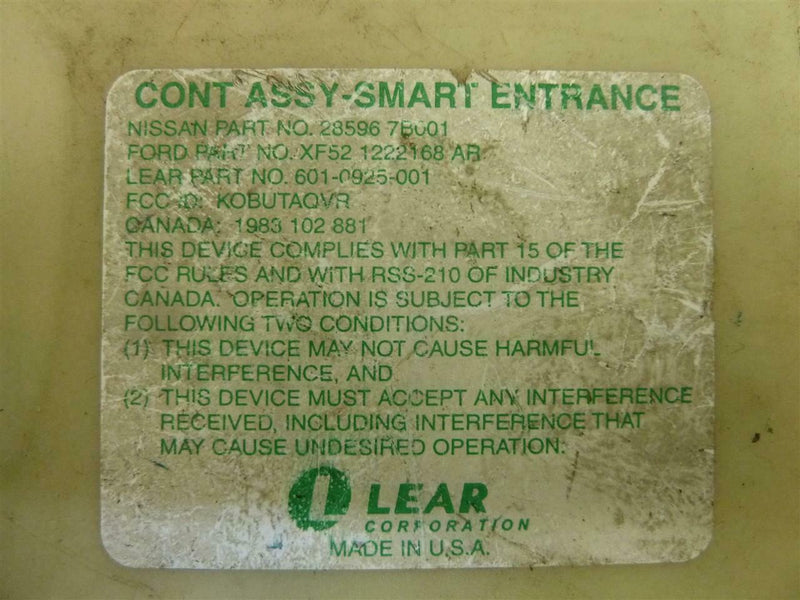 CONT ASSY-SMART ENTRANCE
NISSAN PART NO. 28596 7B001
FORD PART NO. XF52 1222168 AR
LEAR PART NO. 601-0925-001
FCC ID: KOBUTAQVR
CANADA: 1983 102 881
THIS DEVICE COMPLIES WITH PART 15 OF THE
FCC RULES AND WITH RSS-210 OF INDUSTRY
CANADA. OPERATION IS SUBJECT TO THE
FOLLOWING TWO CONDITIONS:
(1) THIS DEVICE MAY NOT CAUSE HARMFUL
INTERFERENCE, AND
(2) THIS DEVICE MUST ACCEPT ANY INTERFERENCE
RECEIVED, INCLUDING INTERFERENCE THAT
MAY CAUSE UNDESIRED OPERATION:
LEAR
CORPORATION
MADE IN U.S.A.